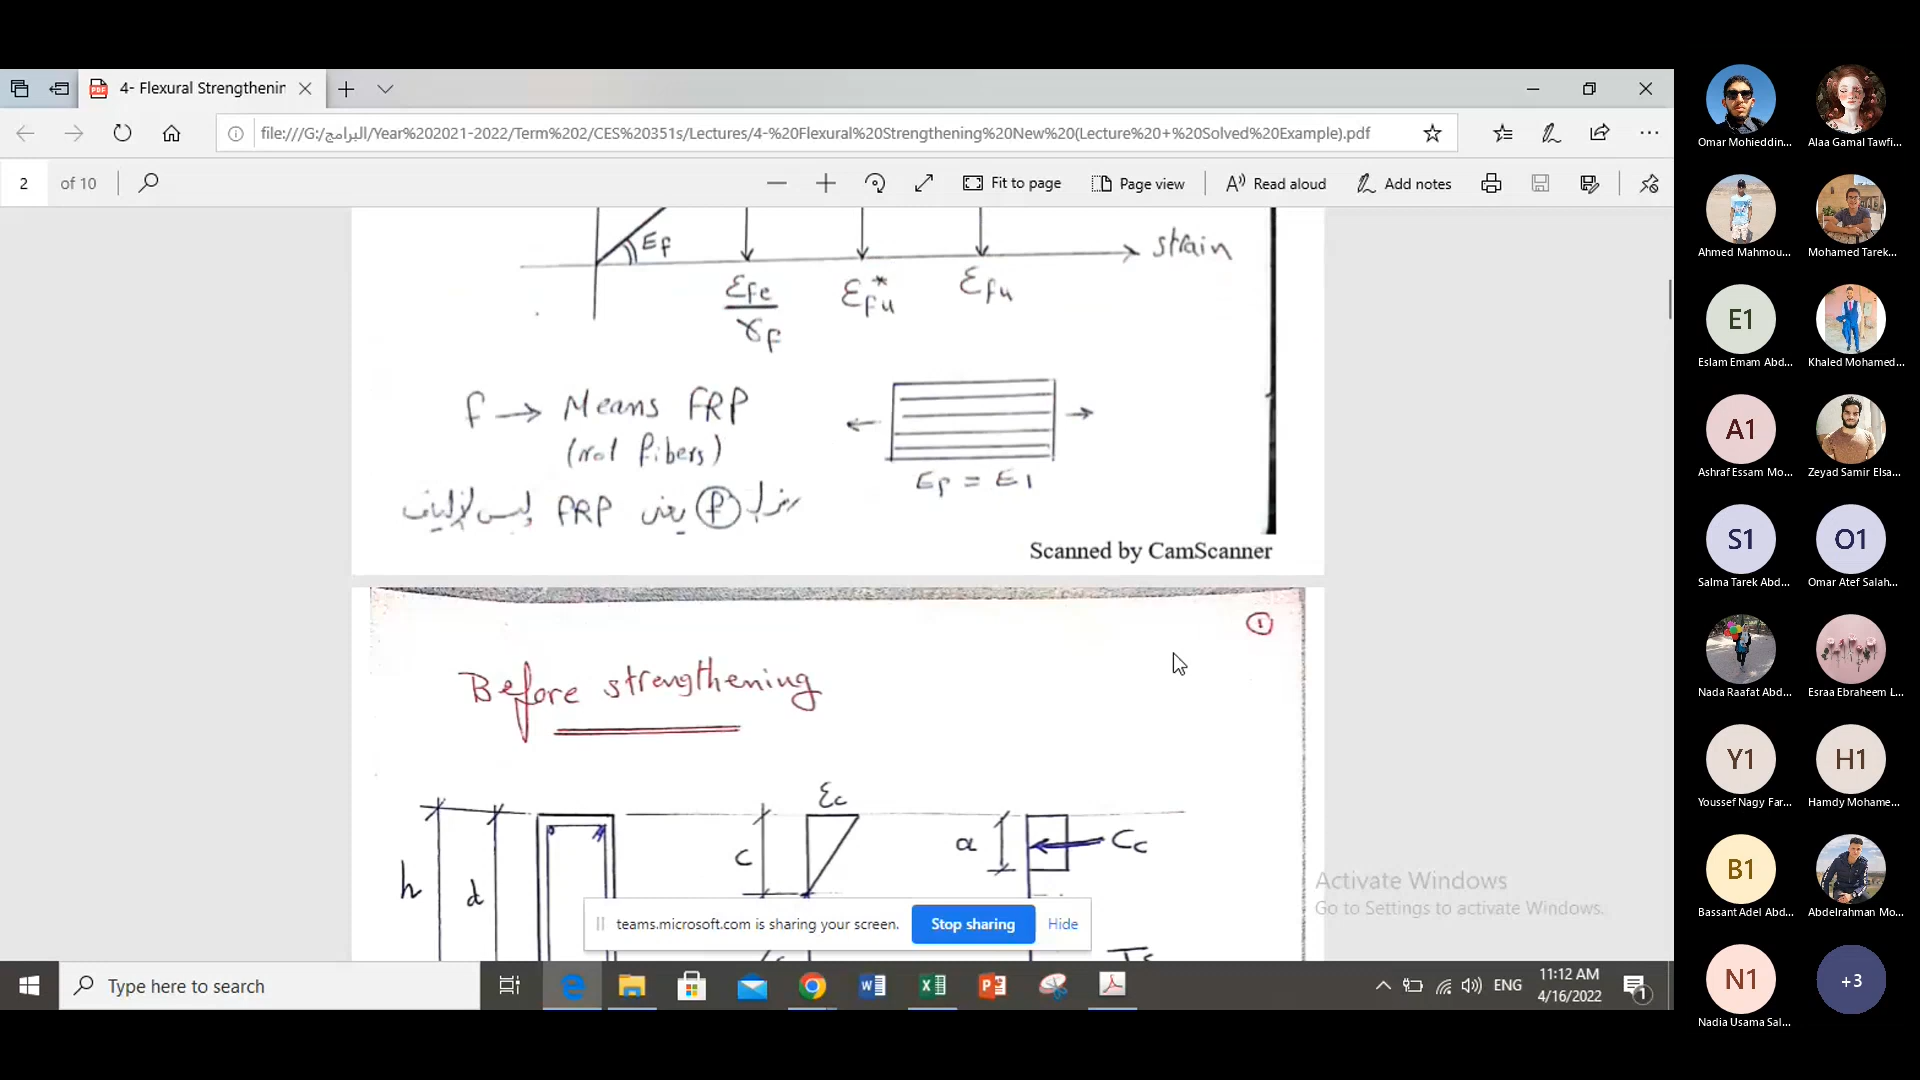 4- Flexural Strengthenin
file:///G:/البرامج/Year%202021-2022/Term%202/CES%20351s/Lectures/4-%20Flexural%20Strengthening%20New%20(Lecture%20+%20Solved%20Example).pdf
2 of 10
Fit to page
Page view
Read aloud
Add notes
Ef
strain
εfe
γf
εfu*
εfu
f → Means FRP
(not fibers)
Ef = E1
يعنى f FRP وليس الألياف
Scanned by CamScanner
1
Before strengthening
εc
h
d
c
a
Cc
Ts
Activate Windows
Go to Settings to activate Windows.
teams.microsoft.com is sharing your screen.
Stop sharing
Hide
Type here to search
ENG
11:12 AM
4/16/2022
1
Omar Mohieddin...
Alaa Gamal Tawfi...
Ahmed Mahmou...
Mohamed Tarek...
E1
Eslam Emam Abd...
Khaled Mohamed...
A1
Ashraf Essam Mo...
Zeyad Samir Elsa...
S1
Salma Tarek Abd...
O1
Omar Atef Salah...
Nada Raafat Abd...
Esraa Ebraheem L...
Y1
Youssef Nagy Far...
H1
Hamdy Mohame...
B1
Bassant Adel Abd...
Abdelrahman Mo...
N1
Nadia Usama Sal...
+3